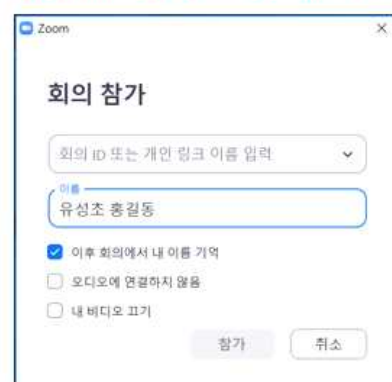 Zoom
회의 참가
회의 ID 또는 개인 링크 이름 입력
이름
유성초 홍길동
이후 회의에서 내 이름 기억
오디오에 연결하지 않음
내 비디오 끄기
참가 취소